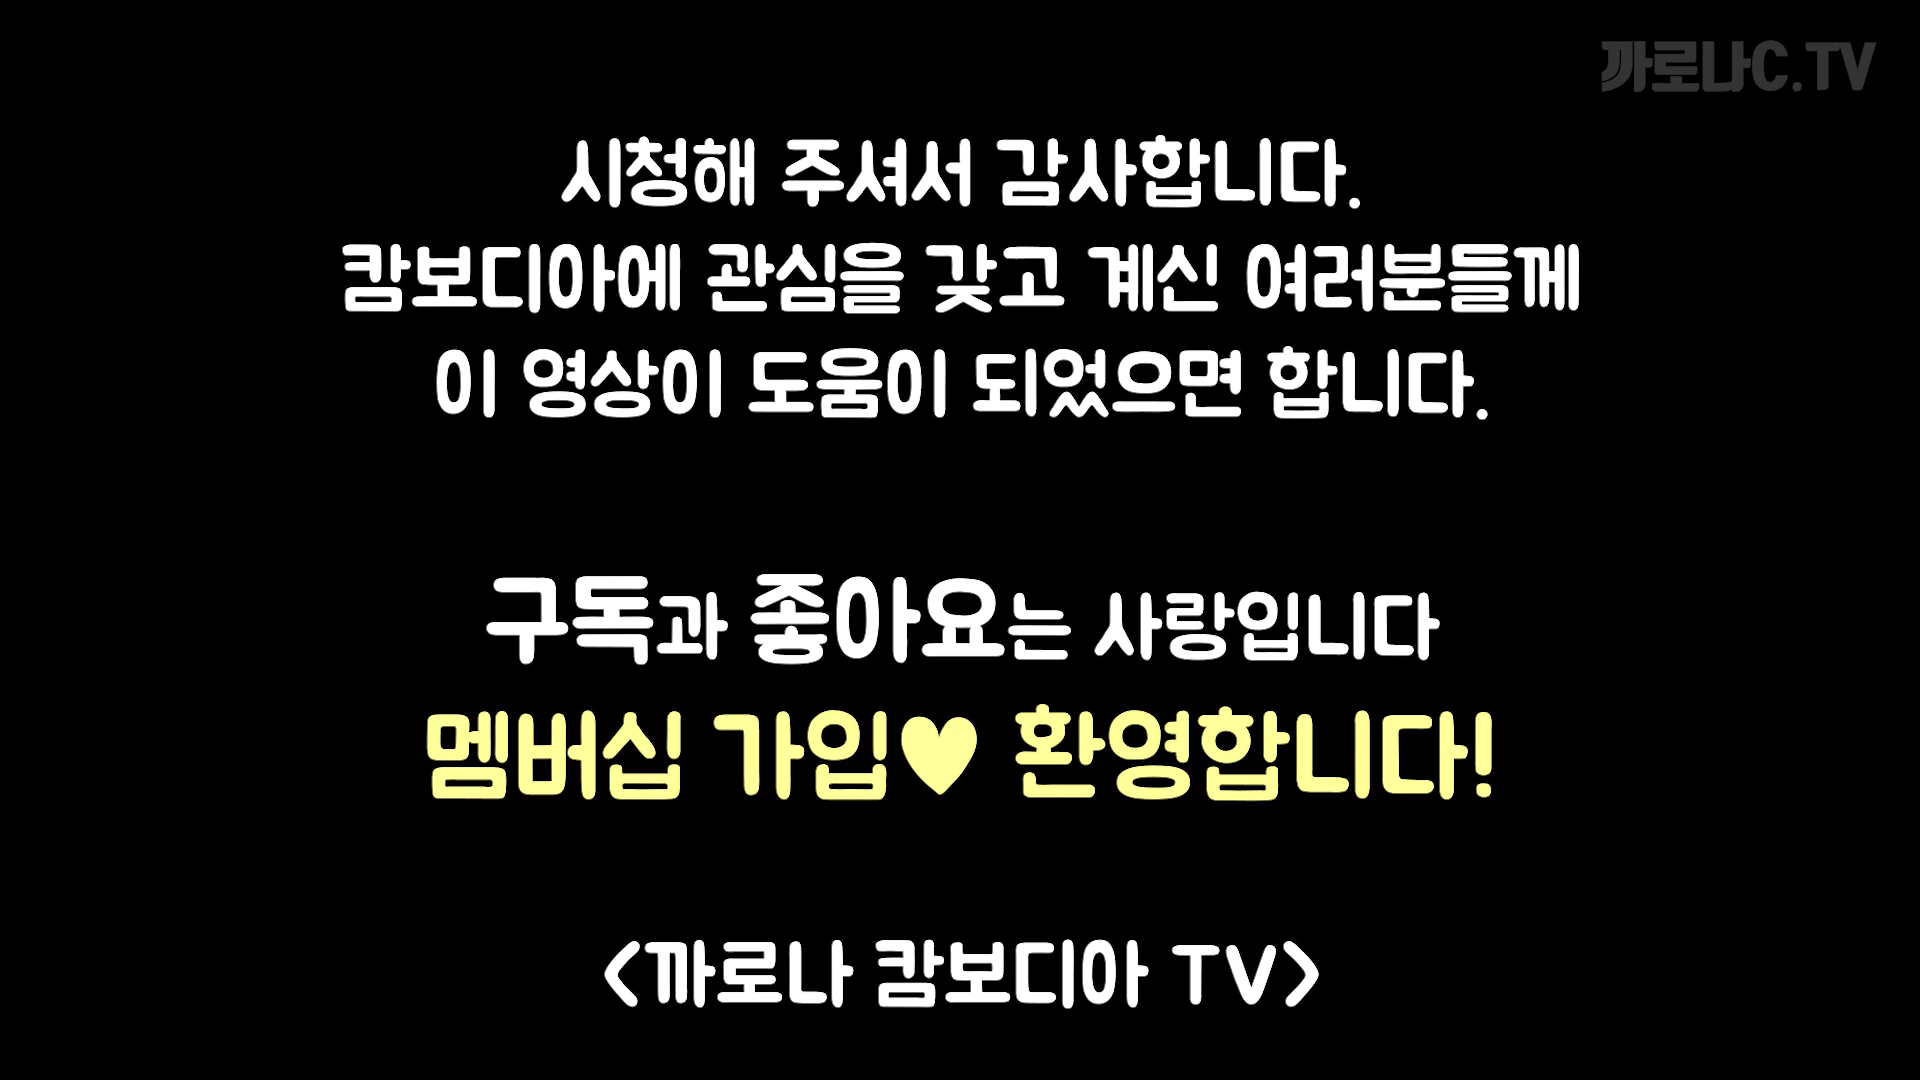 까로나C.TV
시청해 주셔서 감사합니다.
캄보디아에 관심을 갖고 계신 여러분들께
이 영상이 도움이 되었으면 합니다.
구독과 좋아요는 사랑입니다
멤버십 가입♥ 환영합니다!
<까로나 캄보디아 TV>